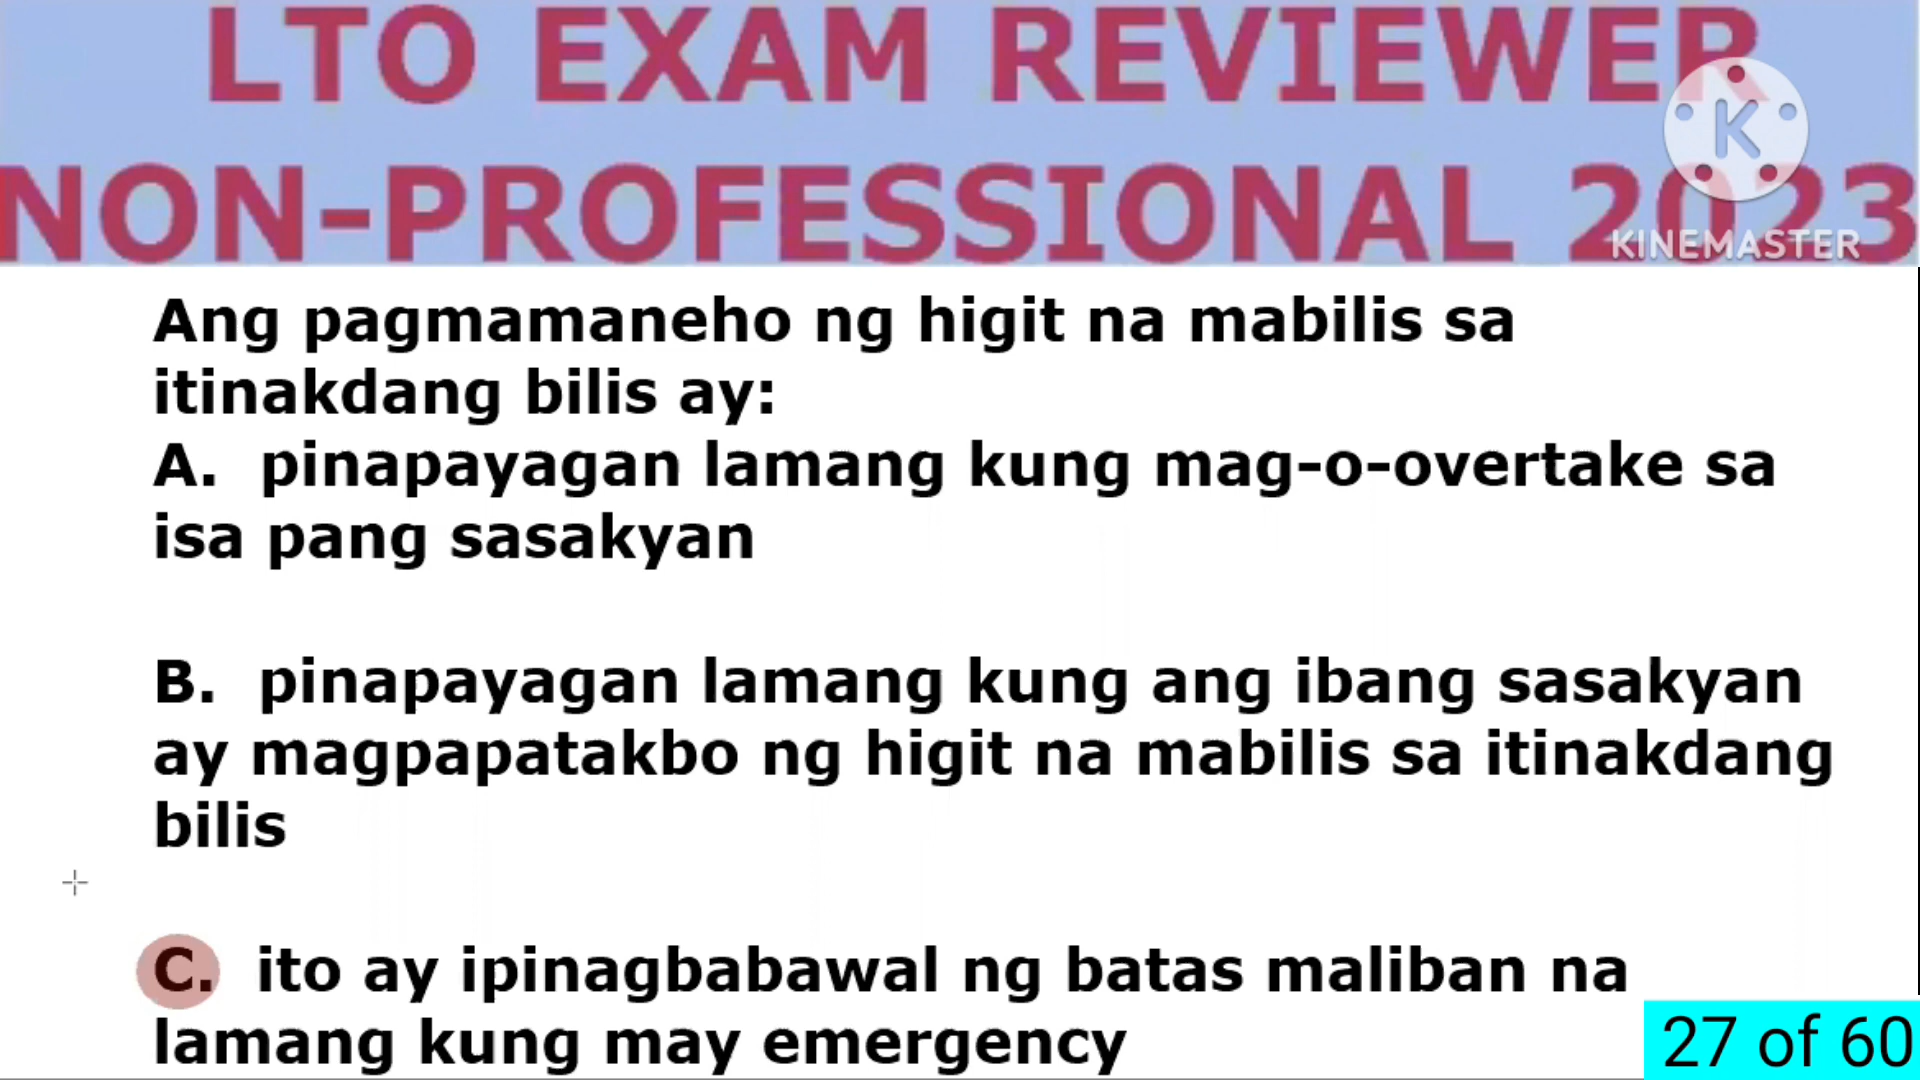 LTO EXAM REVIEWER
NON-PROFESSIONAL 2023
K
KINEMASTER
Ang pagmamaneho ng higit na mabilis sa
itinakdang bilis ay:
A. pinapayagan lamang kung mag-o-overtake sa
isa pang sasakyan
B. pinapayagan lamang kung ang ibang sasakyan
ay magpapatakbo ng higit na mabilis sa itinakdang
bilis
C. ito ay ipinagbabawal ng batas maliban na
lamang kung may emergency
27 of 60